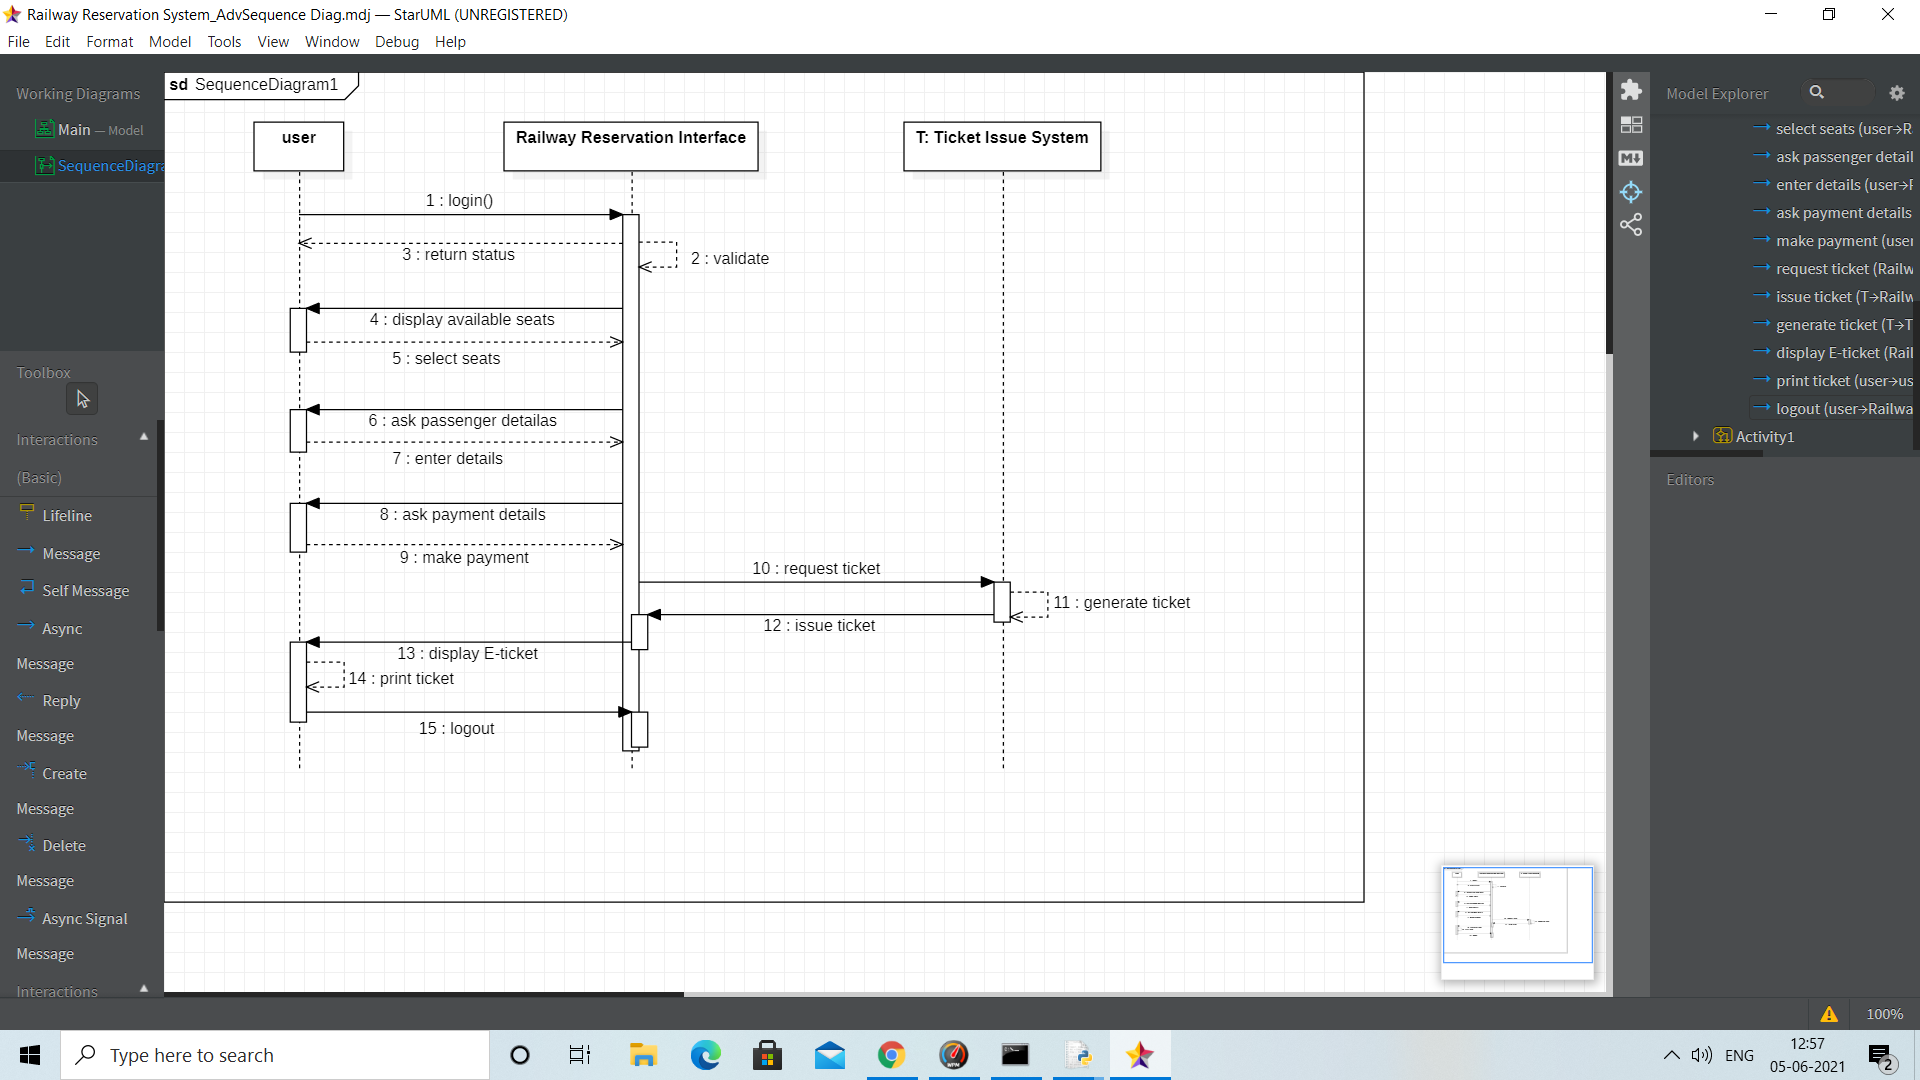 Railway Reservation System_AdvSequence Diag.mdj — StarUML (UNREGISTERED)
File Edit Format Model Tools View Window Debug Help
Working Diagrams
Main — Model
SequenceDiagra
Toolbox
Interactions
(Basic)
Lifeline
Message
Self Message
Async
Message
Reply
Message
Create
Message
Delete
Message
Async Signal
Message
Interactions
sd SequenceDiagram1
user
Railway Reservation Interface
T: Ticket Issue System
1 : login()
3 : return status
2 : validate
4 : display available seats
5 : select seats
6 : ask passenger detailas
7 : enter details
8 : ask payment details
9 : make payment
10 : request ticket
11 : generate ticket
12 : issue ticket
13 : display E-ticket
14 : print ticket
15 : logout
Model Explorer
select seats (user→R
ask passenger detail
enter details (user→F
ask payment details
make payment (user
request ticket (Railw
issue ticket (T→Railw
generate ticket (T→T
display E-ticket (Rail
print ticket (user→us
logout (user→Railwa
Activity1
Editors
100%
Type here to search
ENG
12:57
05-06-2021
2